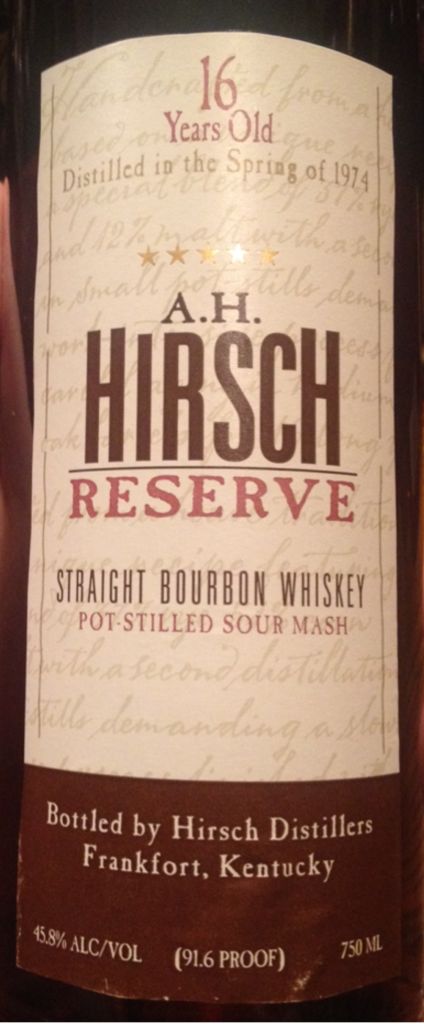 16
Years Old
Distilled in the Spring of 1974
A.H.
HIRSCH
RESERVE
STRAIGHT BOURBON WHISKEY
POT-STILLED SOUR MASH
Bottled by Hirsch Distillers
Frankfort, Kentucky
45.8% ALC/VOL (91.6 PROOF) 750 ML